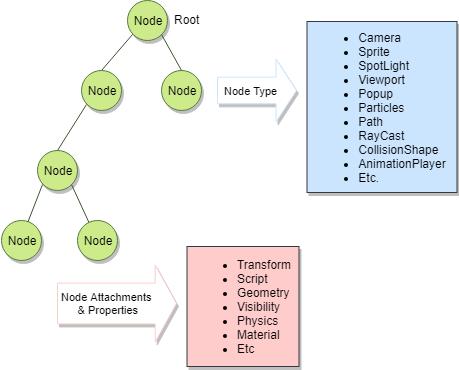 Node
Root
Node
Node
Node Type
Camera
Sprite
SpotLight
Viewport
Popup
Particles
Path
RayCast
CollisionShape
AnimationPlayer
Etc.
Node
Node
Node
Node Attachments
& Properties
Transform
Script
Geometry
Visibility
Physics
Material
Etc